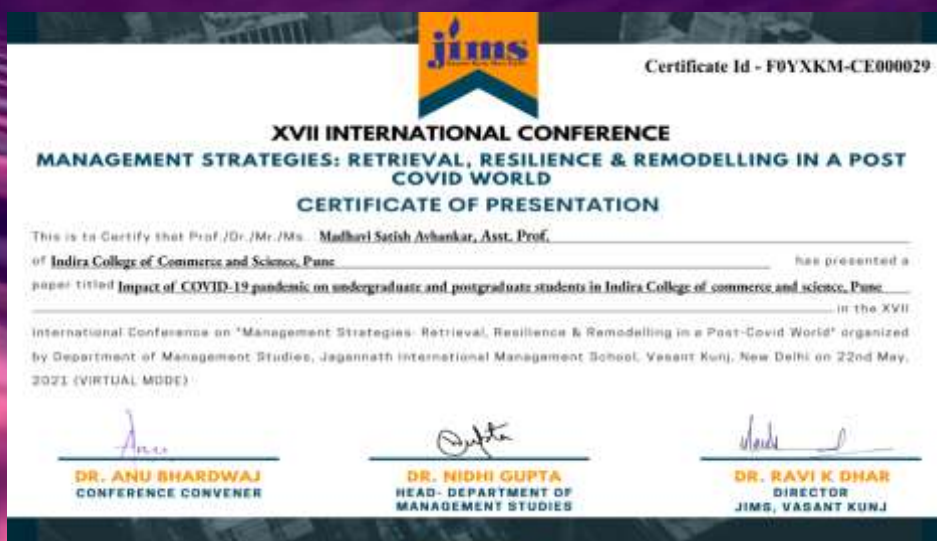 jims
Certificate Id - F0YXKM-CE000029
XVII INTERNATIONAL CONFERENCE
MANAGEMENT STRATEGIES: RETRIEVAL, RESILIENCE & REMODELLING IN A POST
COVID WORLD
CERTIFICATE OF PRESENTATION
This is to Certify that Prof./Dr./Mr./Ms. Madhavi Satish Avhankar, Asst. Prof.
of Indira College of Commerce and Science, Pune has presented a
paper titled Impact of COVID-19 pandemic on undergraduate and postgraduate students in Indira College of commerce and science, Pune
in the XVII
International Conference on "Management Strategies: Retrieval, Resilience & Remodelling in a Post-Covid World" organized
by Department of Management Studies, Jagannath International Management School, Vasant Kunj, New Delhi on 22nd May,
2021 (VIRTUAL MODE)
Anu
Gupta
DR. ANU BHARDWAJ
CONFERENCE CONVENER
DR. NIDHI GUPTA
HEAD- DEPARTMENT OF
MANAGEMENT STUDIES
DR. RAVI K DHAR
DIRECTOR
JIMS, VASANT KUNJ